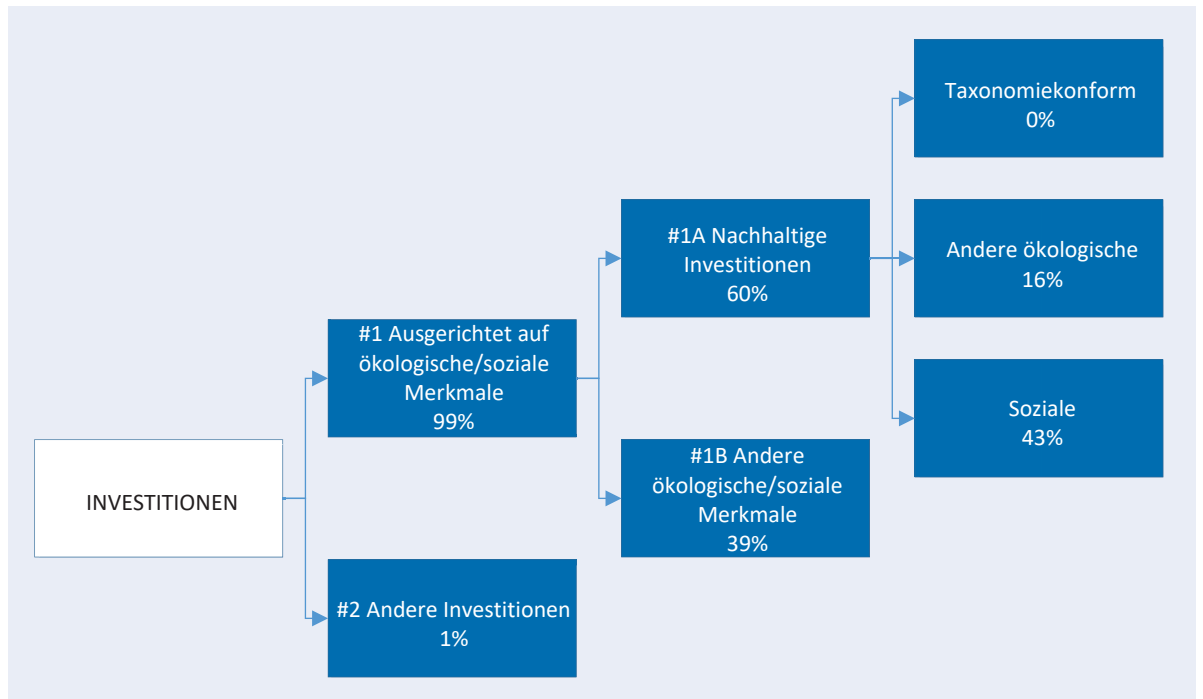 INVESTITIONEN
#1 Ausgerichtet auf
ökologische/soziale
Merkmale
99%
#2 Andere Investitionen
1%
#1A Nachhaltige
Investitionen
60%
#1B Andere
ökologische/soziale
Merkmale
39%
Taxonomiekonform
0%
Andere ökologische
16%
Soziale
43%